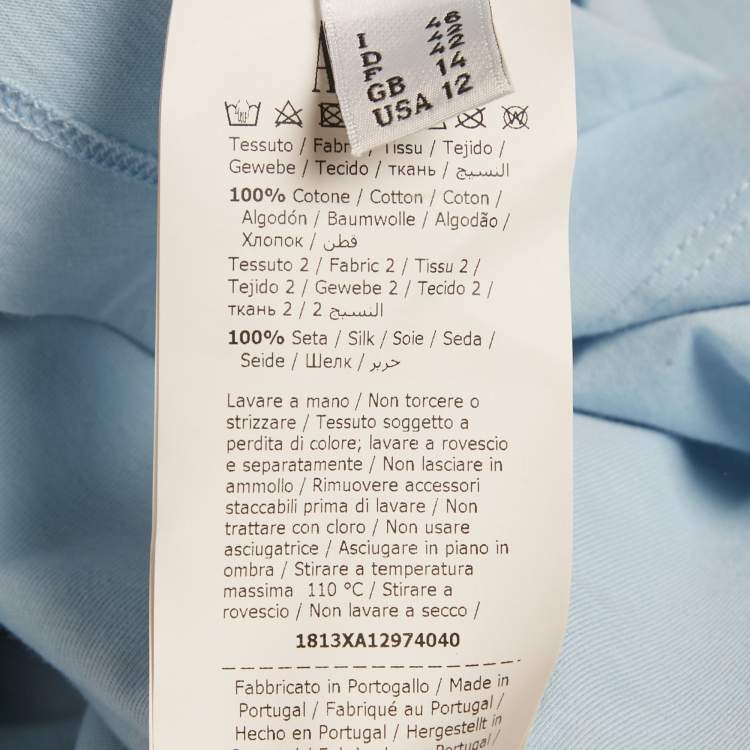 I 46
D 42
F 42
GB 14
USA 12
Tessuto / Fabric / Tissu / Tejido /
Gewebe / Tecido / ткань / النسيج
100% Cotone / Cotton / Coton /
Algodón / Baumwolle / Algodão /
Хлопок / قطن
Tessuto 2 / Fabric 2 / Tissu 2 /
Tejido 2 / Gewebe 2 / Tecido 2 /
ткань 2 / 2 النسيج
100% Seta / Silk / Soie / Seda /
Seide / Шелк / حرير
Lavare a mano / Non torcere o
strizzare / Tessuto soggetto a
perdita di colore; lavare a rovescio
e separatamente / Non lasciare in
ammollo / Rimuovere accessori
staccabili prima di lavare / Non
trattare con cloro / Non usare
asciugatrice / Asciugare in piano in
ombra / Stirare a temperatura
massima 110 °C / Stirare a
rovescio / Non lavare a secco /
1813XA12974040
Fabbricato in Portogallo / Made in
Portugal / Fabriqué au Portugal /
Hecho en Portugal / Hergestellt in